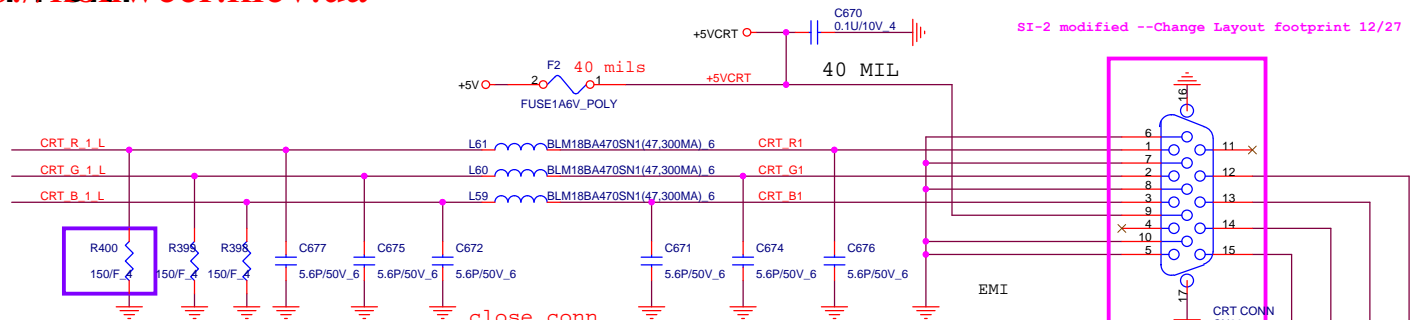 C670
0.1U/10V_4
SI-2 modified --Change Layout footprint 12/27
+5VCRT
F2
40 mils
40 MIL
+5V
2
1
+5VCRT
FUSE1A6V_POLY
16
CRT_R_1_L
L61
BLM18BA470SN1(47,300MA)_6
CRT_R1
CRT_G_1_L
L60
BLM18BA470SN1(47,300MA)_6
CRT_G1
CRT_B_1_L
L59
BLM18BA470SN1(47,300MA)_6
CRT_B1
6
1
7
2
8
3
9
4
10
5
11
12
13
14
15
R400
150/F_4
R399
150/F_4
R398
150/F_4
C677
5.6P/50V_6
C675
5.6P/50V_6
C672
5.6P/50V_6
C671
5.6P/50V_6
C674
5.6P/50V_6
C676
5.6P/50V_6
EMI
17
CRT CONN
close conn